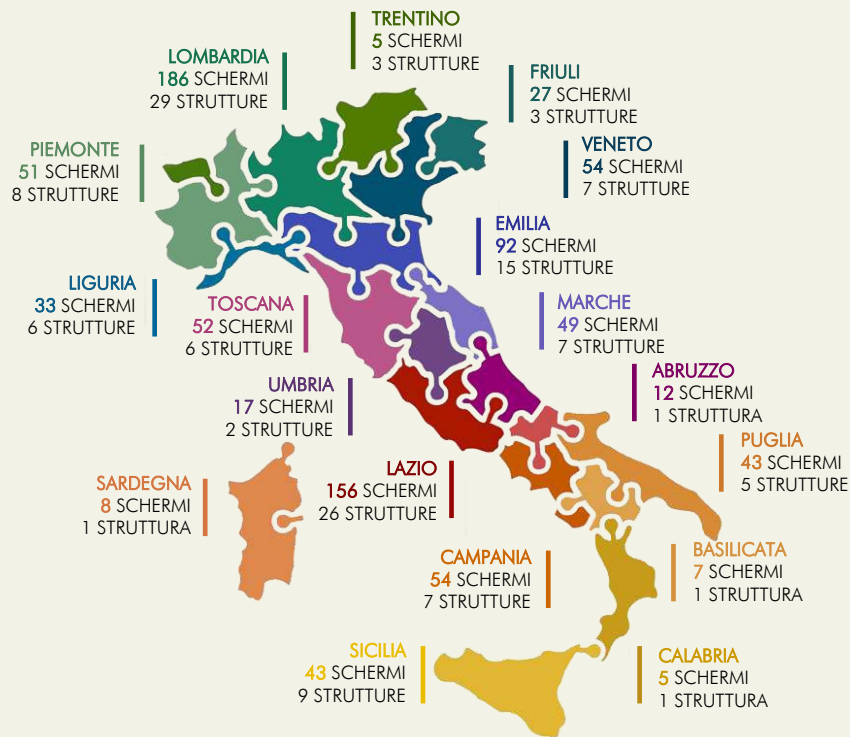 TRENTINO
5 SCHERMI
3 STRUTTURE
LOMBARDIA
186 SCHERMI
29 STRUTTURE
FRIULI
27 SCHERMI
3 STRUTTURE
PIEMONTE
51 SCHERMI
8 STRUTTURE
VENETO
54 SCHERMI
7 STRUTTURE
EMILIA
92 SCHERMI
15 STRUTTURE
LIGURIA
33 SCHERMI
6 STRUTTURE
TOSCANA
52 SCHERMI
6 STRUTTURE
MARCHE
49 SCHERMI
7 STRUTTURE
UMBRIA
17 SCHERMI
2 STRUTTURE
ABRUZZO
12 SCHERMI
1 STRUTTURA
PUGLIA
43 SCHERMI
5 STRUTTURE
SARDEGNA
8 SCHERMI
1 STRUTTURA
LAZIO
156 SCHERMI
26 STRUTTURE
CAMPANIA
54 SCHERMI
7 STRUTTURE
BASILICATA
7 SCHERMI
1 STRUTTURA
SICILIA
43 SCHERMI
9 STRUTTURE
CALABRIA
5 SCHERMI
1 STRUTTURA